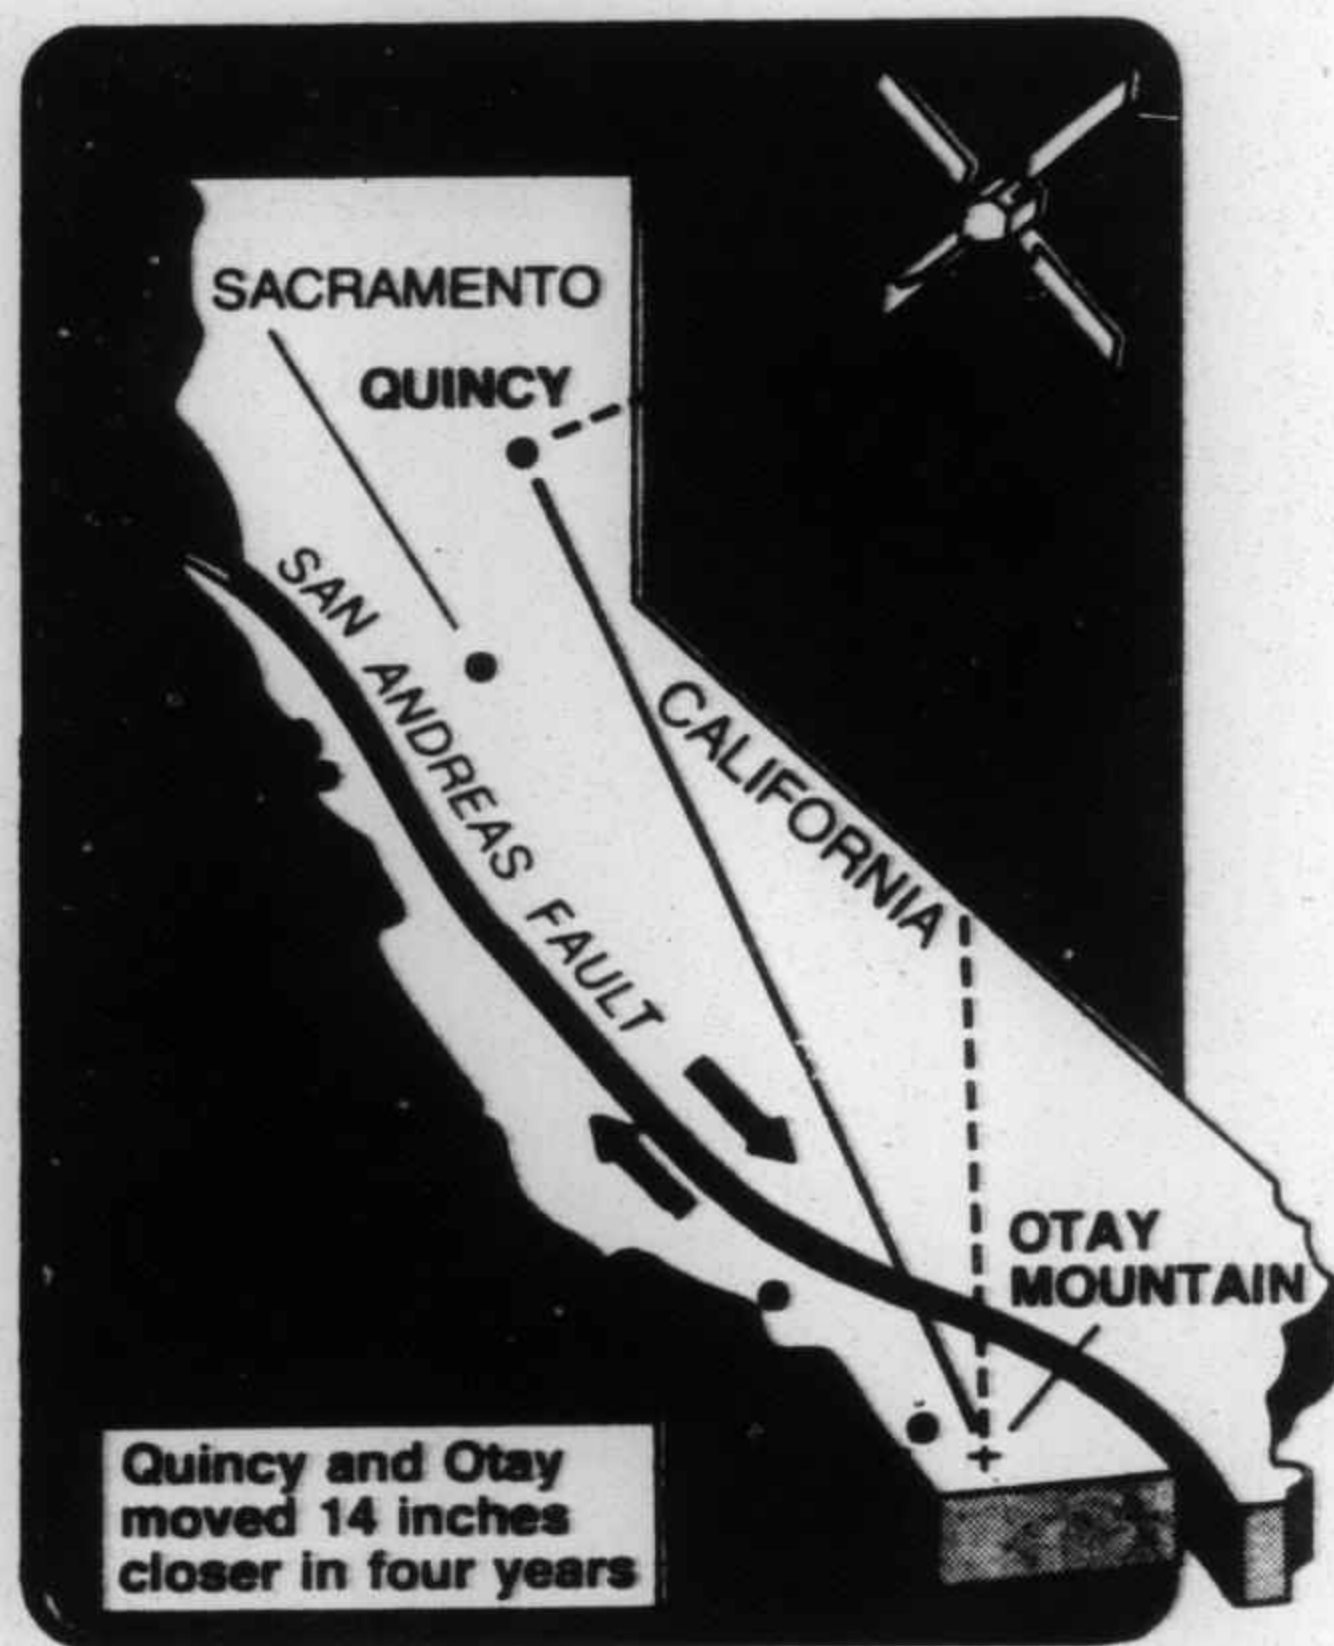 SACRAMENTO
QUINCY
SAN ANDREAS FAULT
CALIFORNIA
OTAY
MOUNTAIN
Quincy and Otay
moved 14 inches
closer in four years